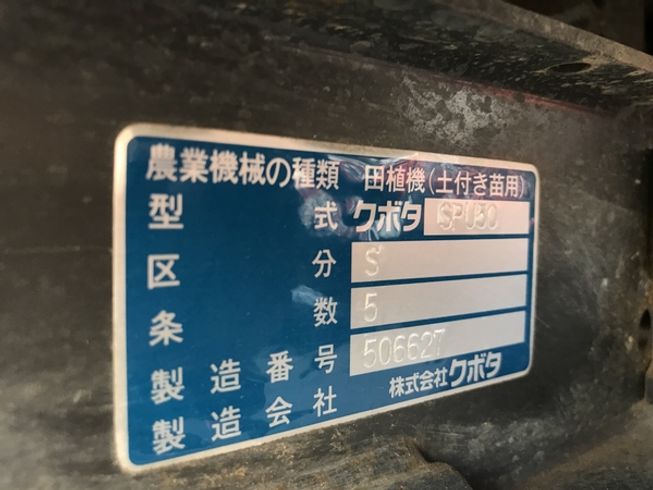 農業機械の種類 田植機(土付き苗用)
型式 クボタ SPU50
区分 S
条数 5
製造番号 506627
製造会社 株式会社クボタ